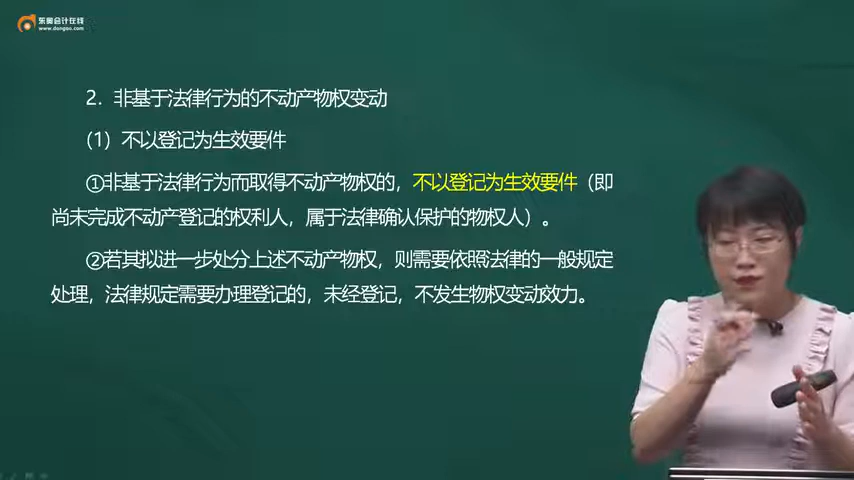 东奥会计在线
www.dongao.com
2．非基于法律行为的不动产物权变动
（1）不以登记为生效要件
①非基于法律行为而取得不动产物权的，不以登记为生效要件（即
尚未完成不动产登记的权利人，属于法律确认保护的物权人）。
②若其拟进一步处分上述不动产物权，则需要依照法律的一般规定
处理，法律规定需要办理登记的，未经登记，不发生物权变动效力。